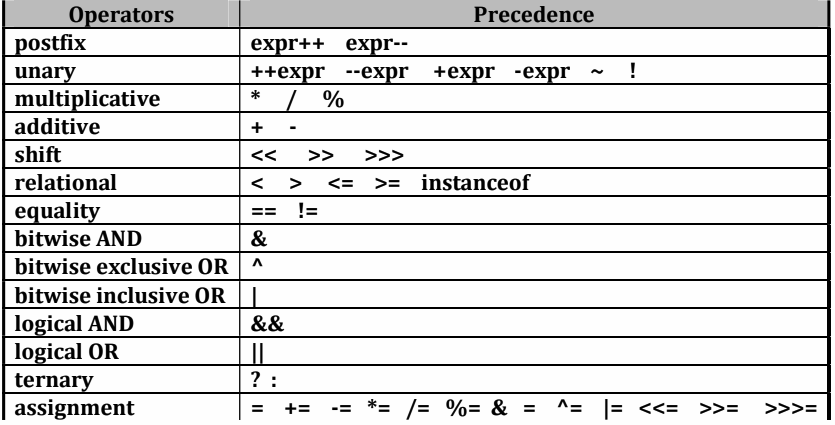 Operators Precedence
postfix expr++ expr--
unary ++expr --expr +expr -expr ~ !
multiplicative * / %
additive + -
shift << >> >>>
relational < > <= >= instanceof
equality == !=
bitwise AND &
bitwise exclusive OR ^
bitwise inclusive OR |
logical AND &&
logical OR ||
ternary ? :
assignment = += -= *= /= %= & = ^= |= <<= >>= >>>=